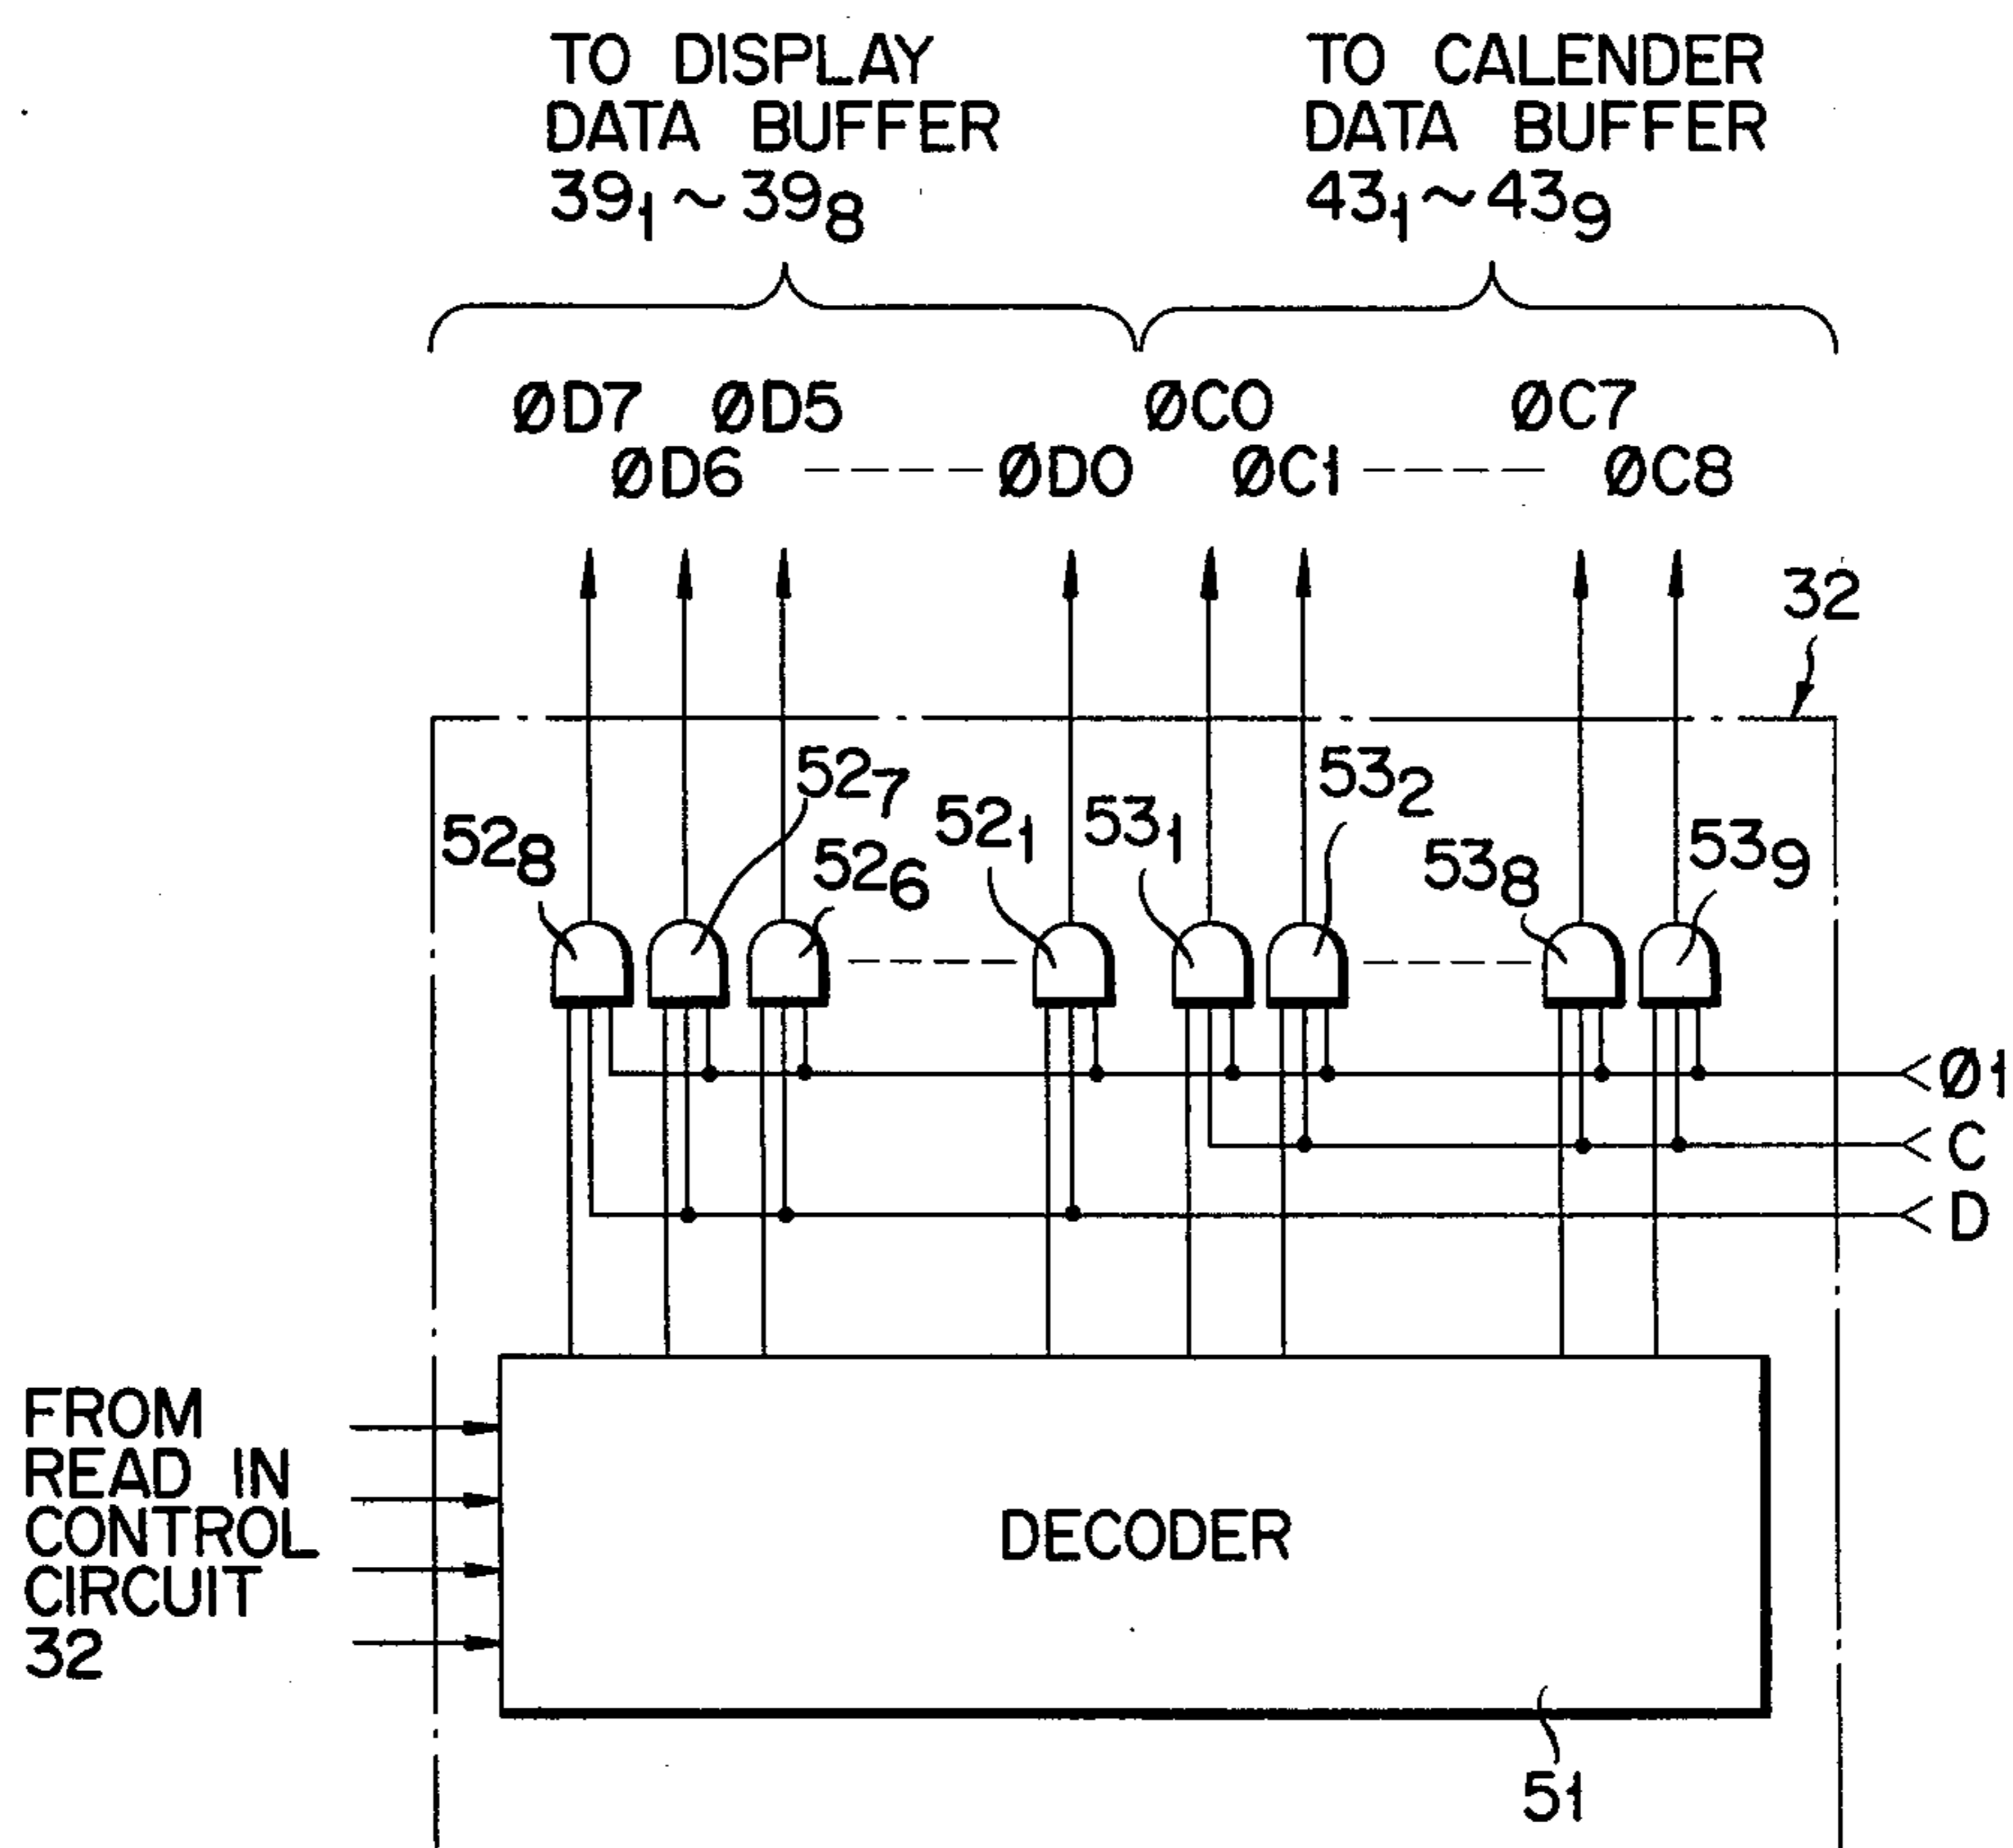 TO DISPLAY
DATA BUFFER
39₁~39₈
TO CALENDER
DATA BUFFER
43₁~43₉
ØD7 ØD5 ØC0 ØC7
ØD6 ØD0 ØC1 ØC8
32
52₈ 52₇ 52₆ 52₁ 53₁ 53₂ 53₈ 53₉
Ø1
C
D
FROM
READ IN
CONTROL
CIRCUIT
32
DECODER
51